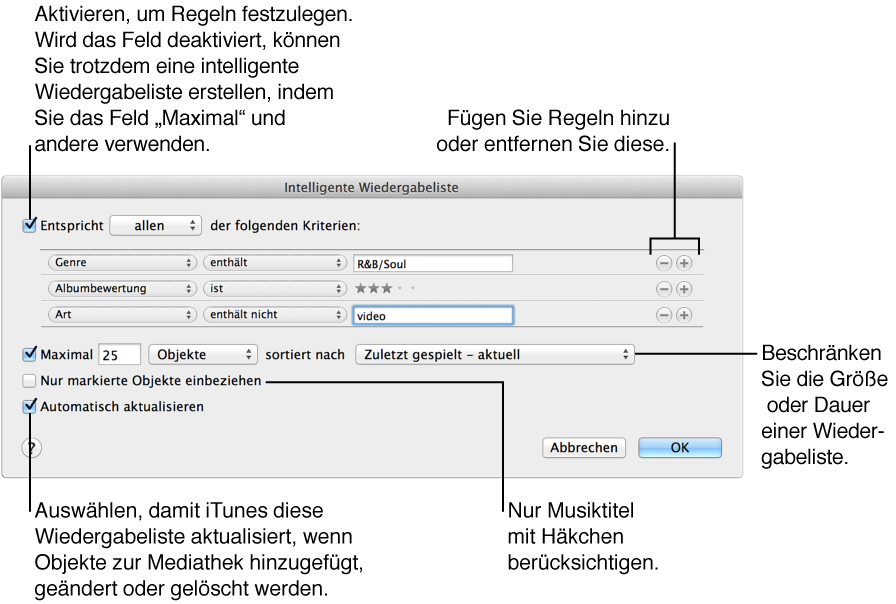 Aktivieren, um Regeln festzulegen.
Wird das Feld deaktiviert, können
Sie trotzdem eine intelligente
Wiedergabeliste erstellen, indem
Sie das Feld „Maximal“ und
andere verwenden.
Fügen Sie Regeln hinzu
oder entfernen Sie diese.
Intelligente Wiedergabeliste
Entspricht allen der folgenden Kriterien:
Genre enthält R&B/Soul
Albumbewertung ist ★★★
Art enthält nicht video
Maximal 25 Objekte sortiert nach Zuletzt gespielt – aktuell
Nur markierte Objekte einbeziehen
Automatisch aktualisieren
? Abbrechen OK
Beschränken
Sie die Größe
oder Dauer
einer Wieder-
gabeliste.
Auswählen, damit iTunes diese
Wiedergabeliste aktualisiert, wenn
Objekte zur Mediathek hinzugefügt,
geändert oder gelöscht werden.
Nur Musiktitel
mit Häkchen
berücksichtigen.